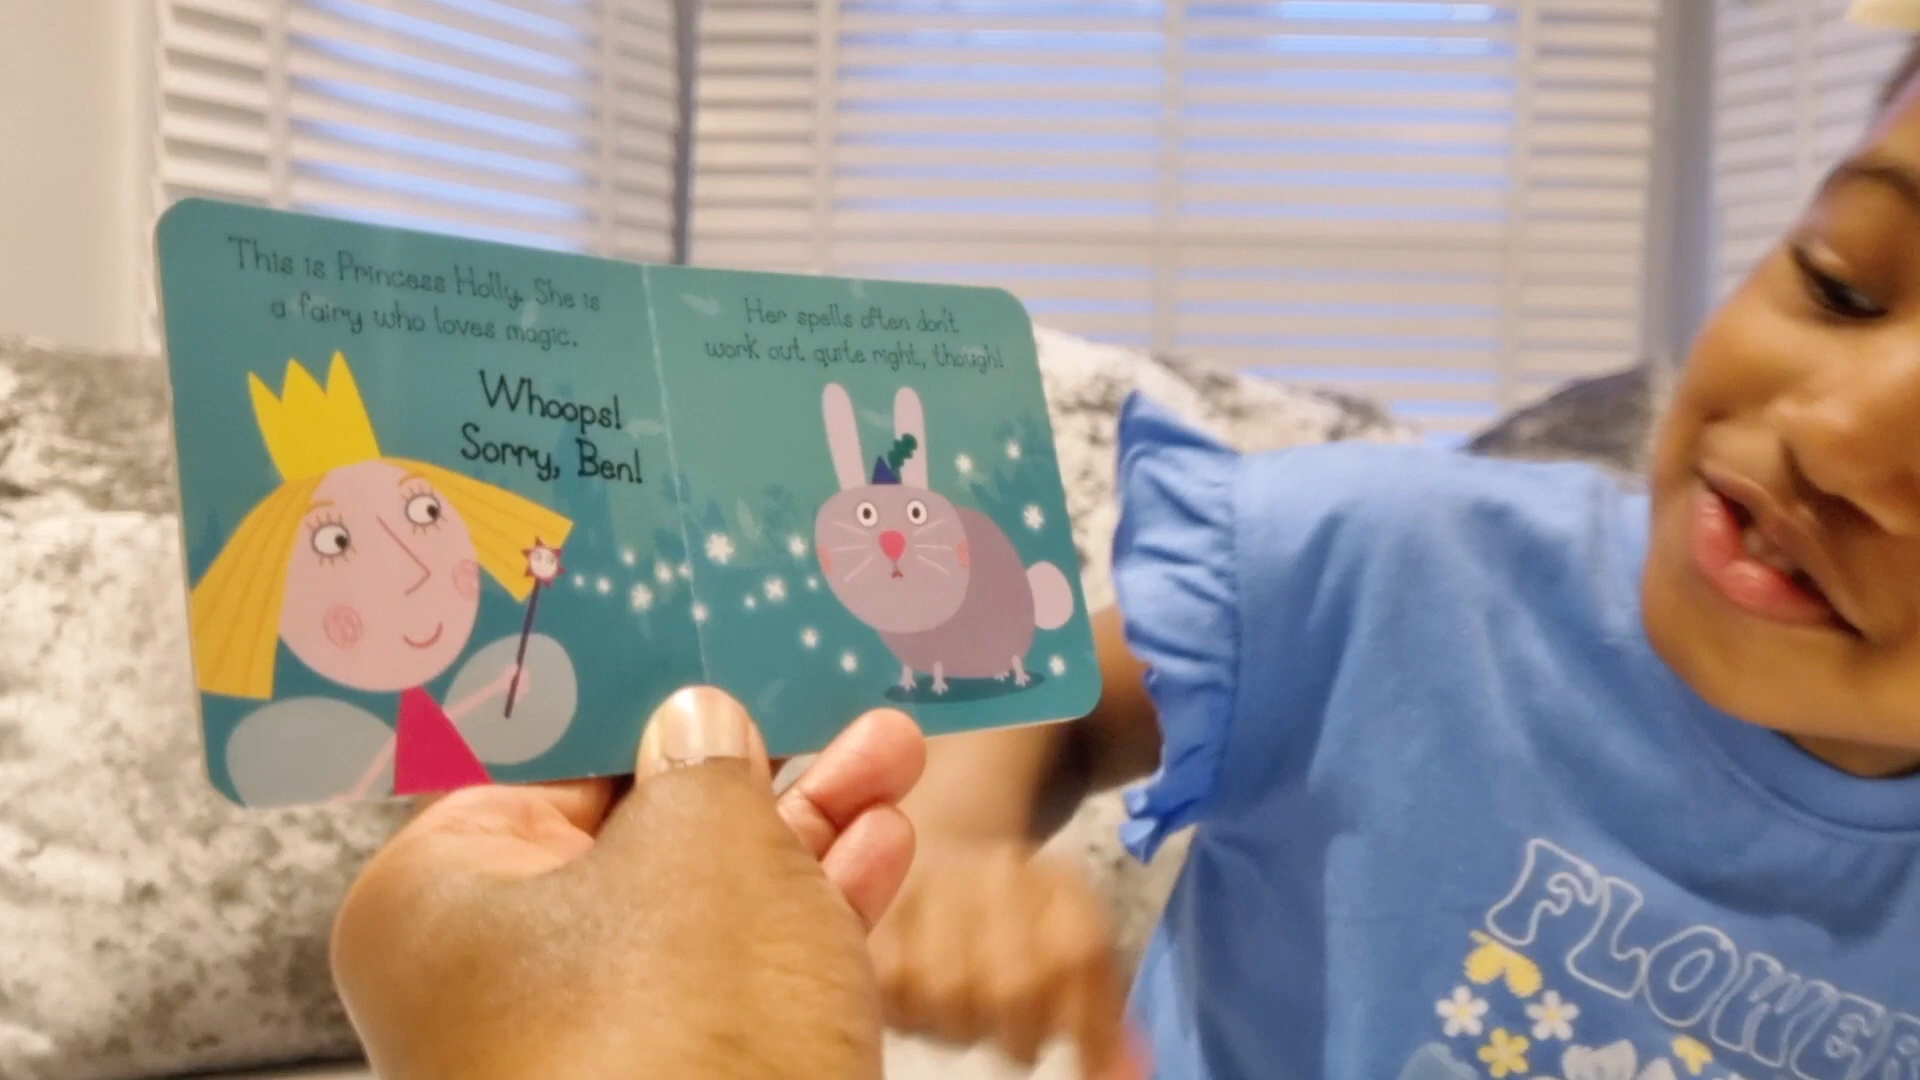 This is Princess Holly. She is
a fairy who loves magic.
Whoops!
Sorry, Ben!
Her spells often don't
work out quite right, though!
FLOWER